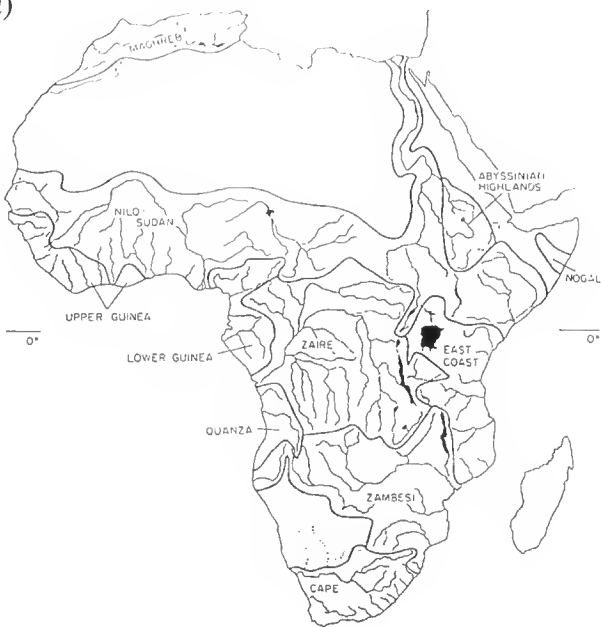 MAGHREB
ABYSSINIAN
HIGHLANDS
NILO-
SUDAN
NOGAL
UPPER GUINEA
0°
0°
LOWER GUINEA
ZAIRE
EAST
COAST
QUANZA
ZAMBESI
CAPE